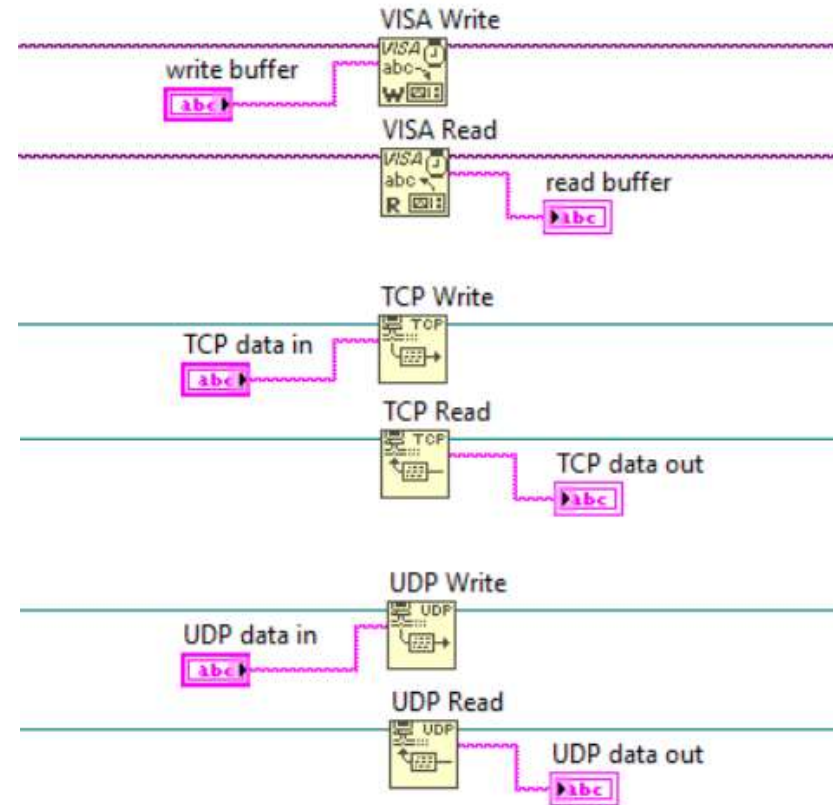 VISA Write
VISA
abc
W
write buffer
abc
VISA Read
VISA
abc
R
read buffer
abc
TCP Write
TCP
TCP data in
abc
TCP Read
TCP
TCP data out
abc
UDP Write
UDP
UDP data in
abc
UDP Read
UDP
UDP data out
abc